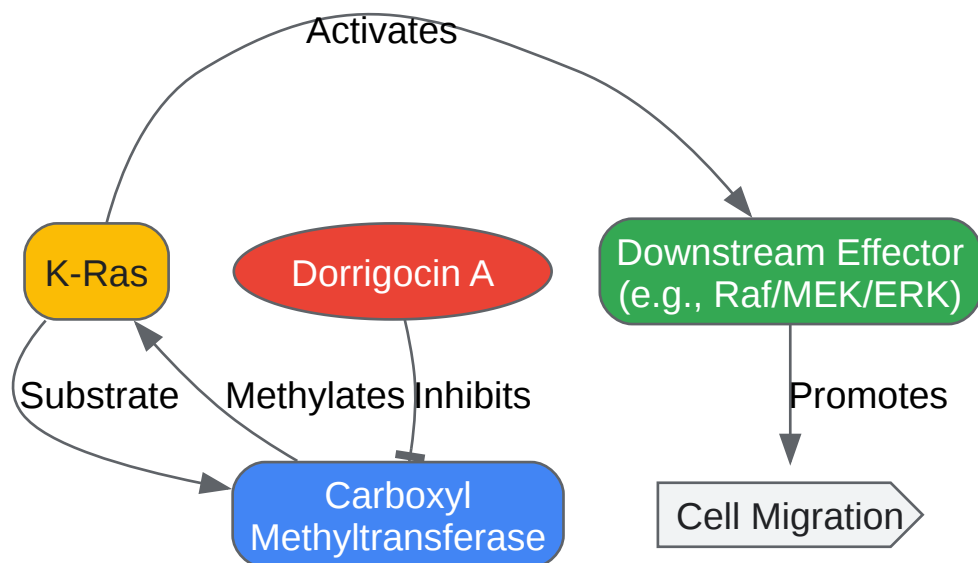 Activates
K-Ras
Dorrigocin A
Downstream Effector
(e.g., Raf/MEK/ERK)
Substrate
Methylates
Inhibits
Promotes
Carboxyl
Methyltransferase
Cell Migration